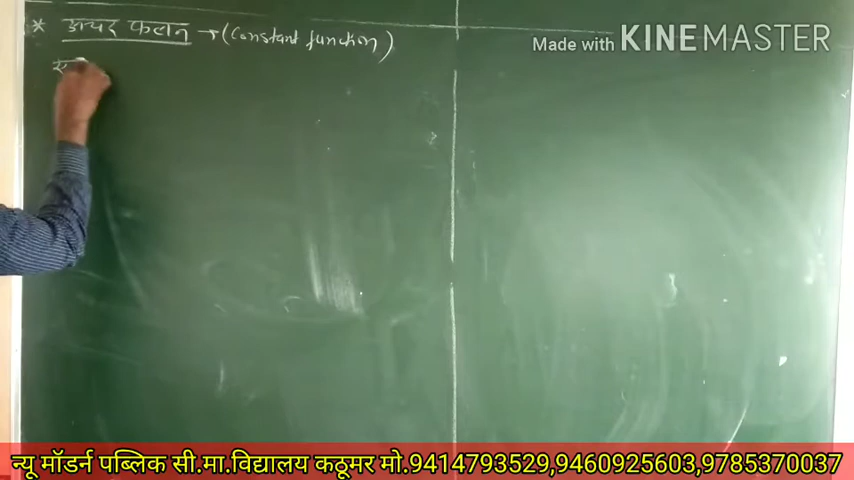 * अचर फलन → (Constant function)
Made with KINEMASTER
न्यू मॉडर्न पब्लिक सी.मा.विद्यालय कठूमर मो.9414793529,9460925603,9785370037